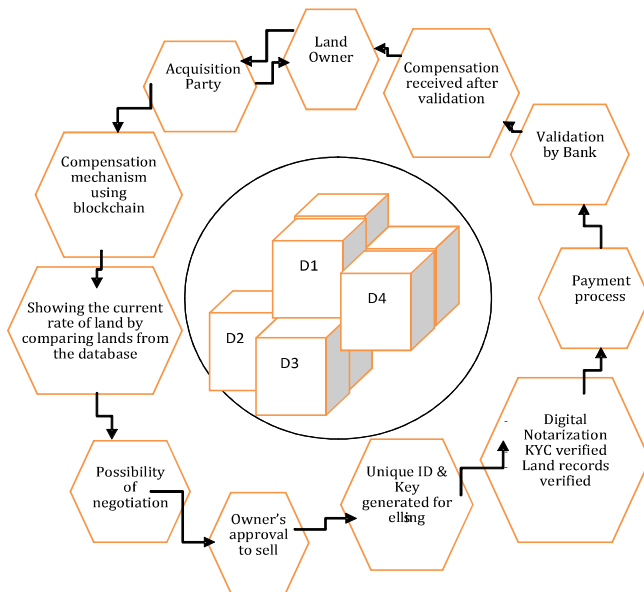 Land
Owner
Acquisition
Party
Compensation
mechanism
using
blockchain
Showing the current
rate of land by
comparing lands from
the database
Possibility
of
negotiation
Owner's
approval
to sell
Unique ID &
Key
generated for
Digital
Notarization
KYC verified
Land records
verified
Payment
process
Validation
by Bank
Compensation
received after
validation
D1
D2
D3
D4